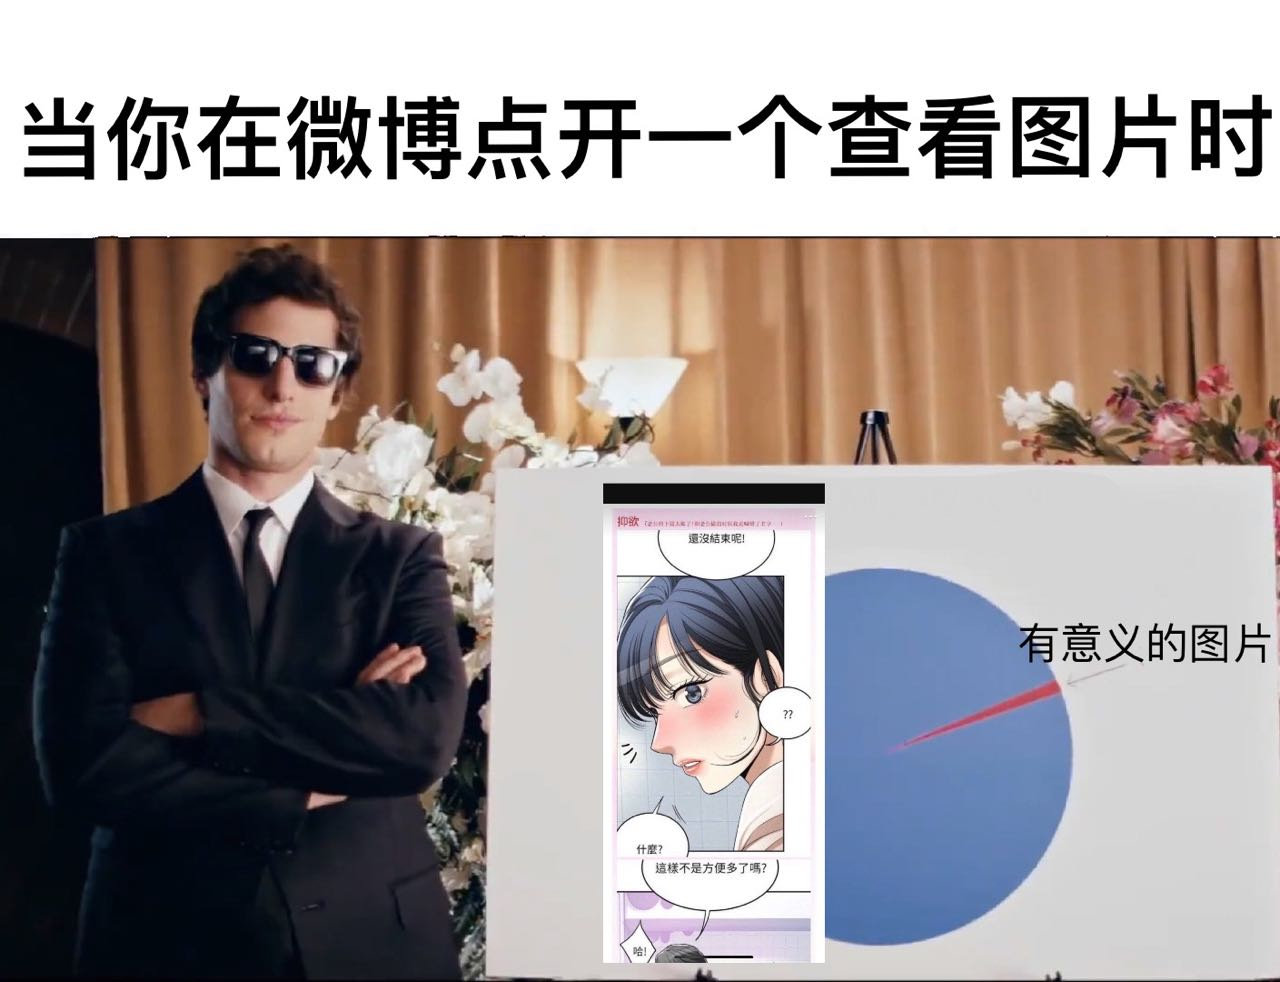 当你在微博点开一个查看图片时
抑欲
還沒結束呢!
有意义的图片
??
什麼?
這樣不是方便多了嗎?
哈!